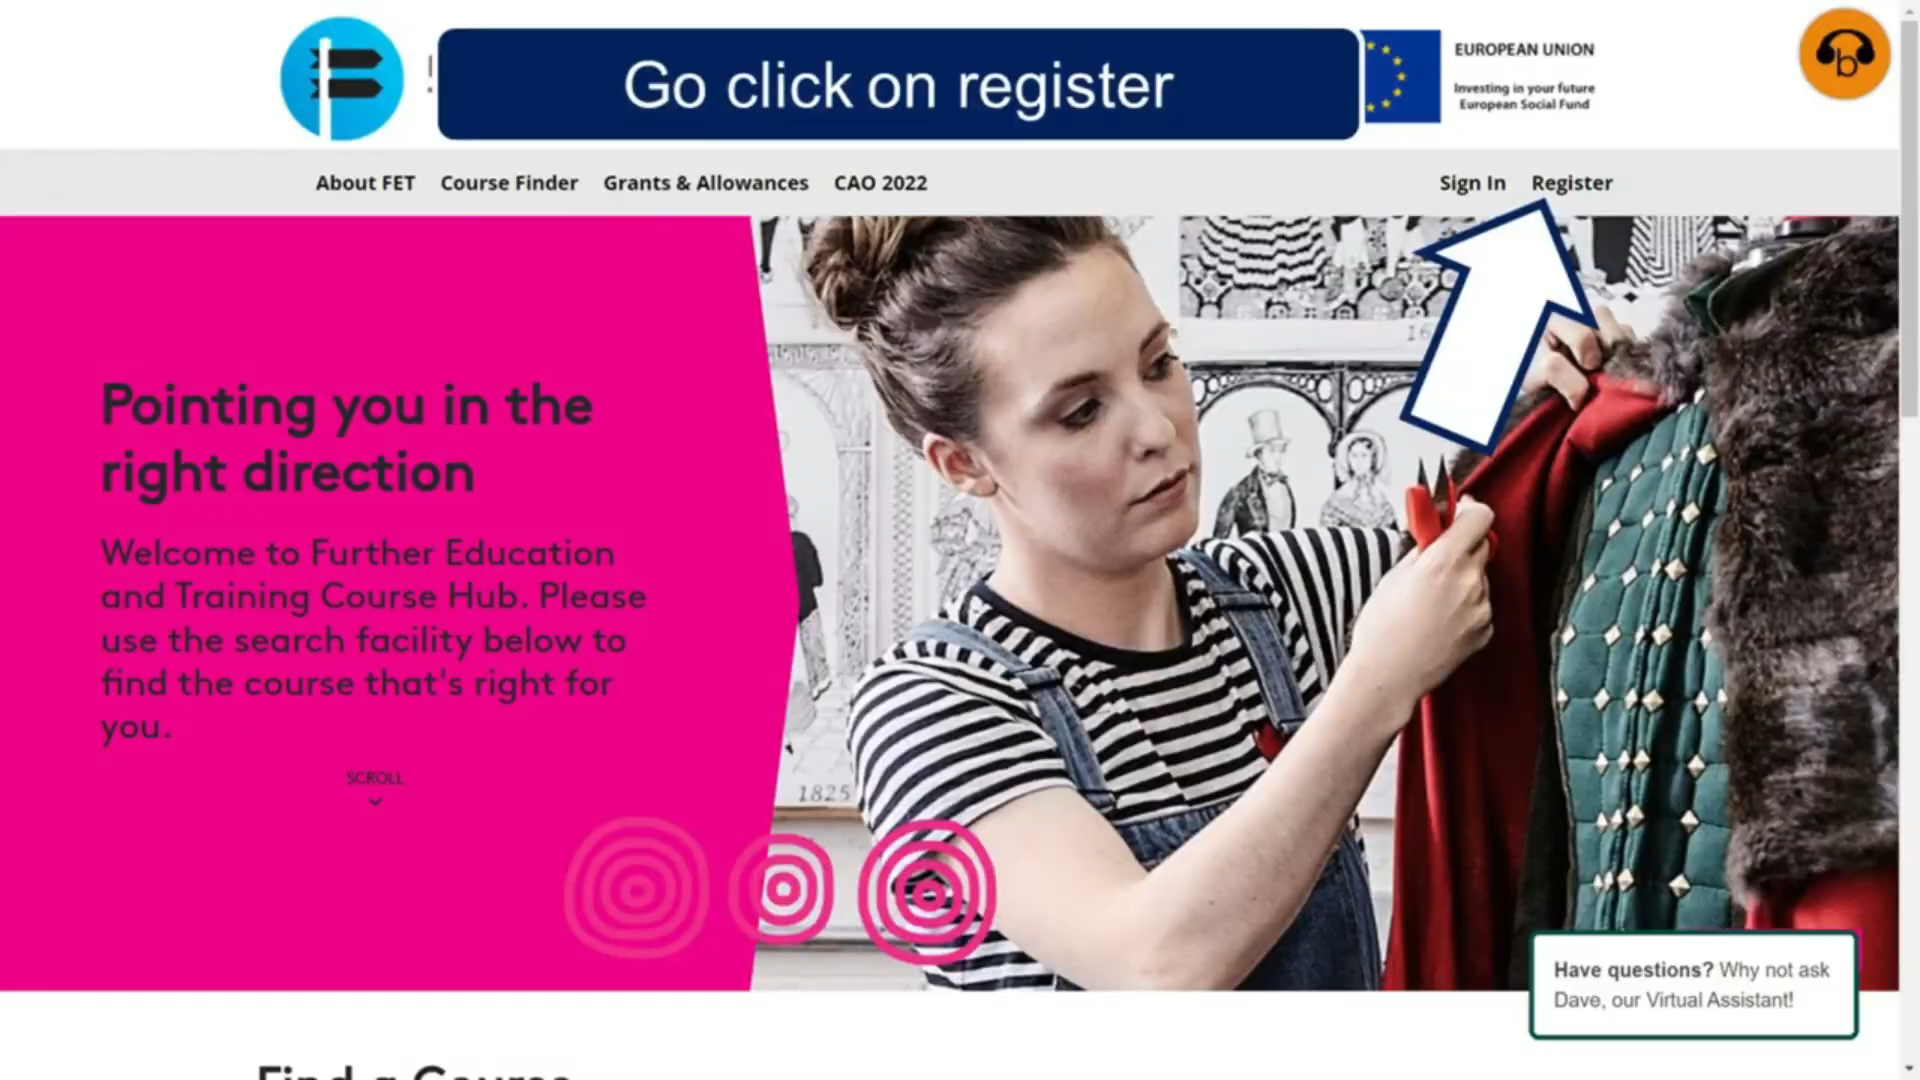 Go click on register
EUROPEAN UNION
Investing in your future
European Social Fund
b
About FET
Course Finder
Grants & Allowances
CAO 2022
Sign In
Register
Pointing you in the
right direction
Welcome to Further Education
and Training Course Hub. Please
use the search facility below to
find the course that's right for
you.
SCROLL
1825
Have questions? Why not ask
Dave, our Virtual Assistant!
Find a Course